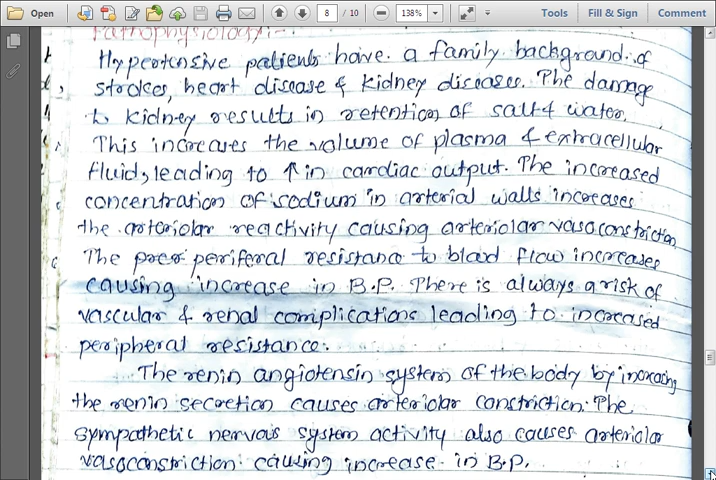 Open
8 / 10
138%
Tools
Fill & Sign
Comment
Pathophysiology:-
Hypertensive patients have a family background of
strokes, heart disease & kidney diseases. The damage
to kidney results in retention of salt & water.
This increases the volume of plasma & extracellular
fluid, leading to ↑ in cardiac output. The increased
concentration of sodium in arterial walls increases
the arteriolar reactivity causing arteriolar vasoconstriction
The periferal resistance to blood flow increases
causing increase in B.P. There is always a risk of
vascular & renal complications leading to increased
peripheral resistance.
The renin angiotensin system of the body by increasing
the renin secretion causes arteriolar constriction. The
sympathetic nervous system activity also causes arteriolar
vasoconstriction causing increase in B.P.